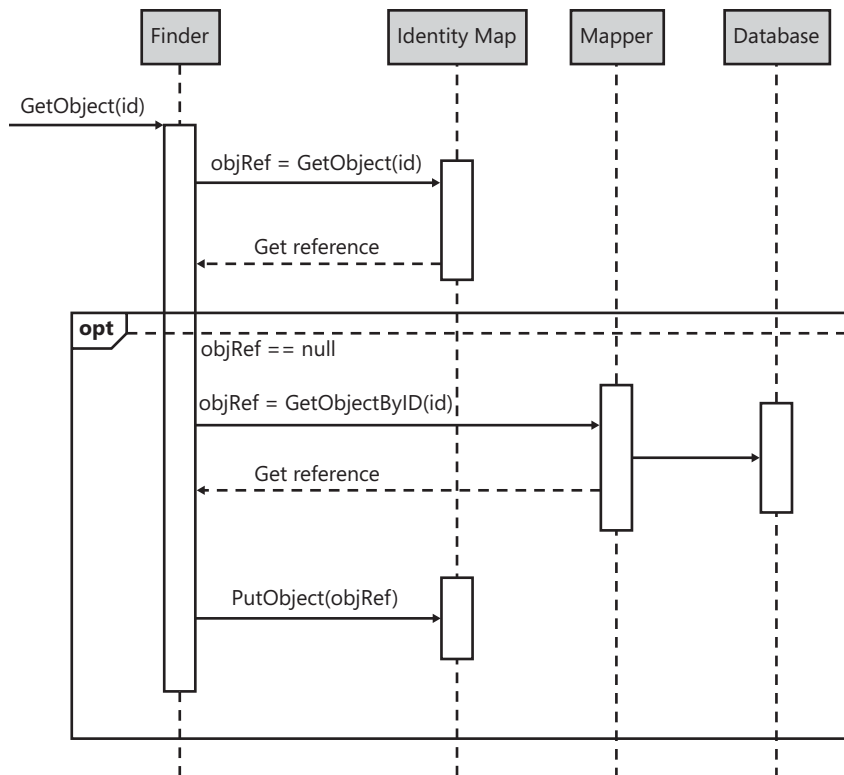 Finder
Identity Map
Mapper
Database
GetObject(id)
objRef = GetObject(id)
Get reference
opt
objRef == null
objRef = GetObjectByID(id)
Get reference
PutObject(objRef)